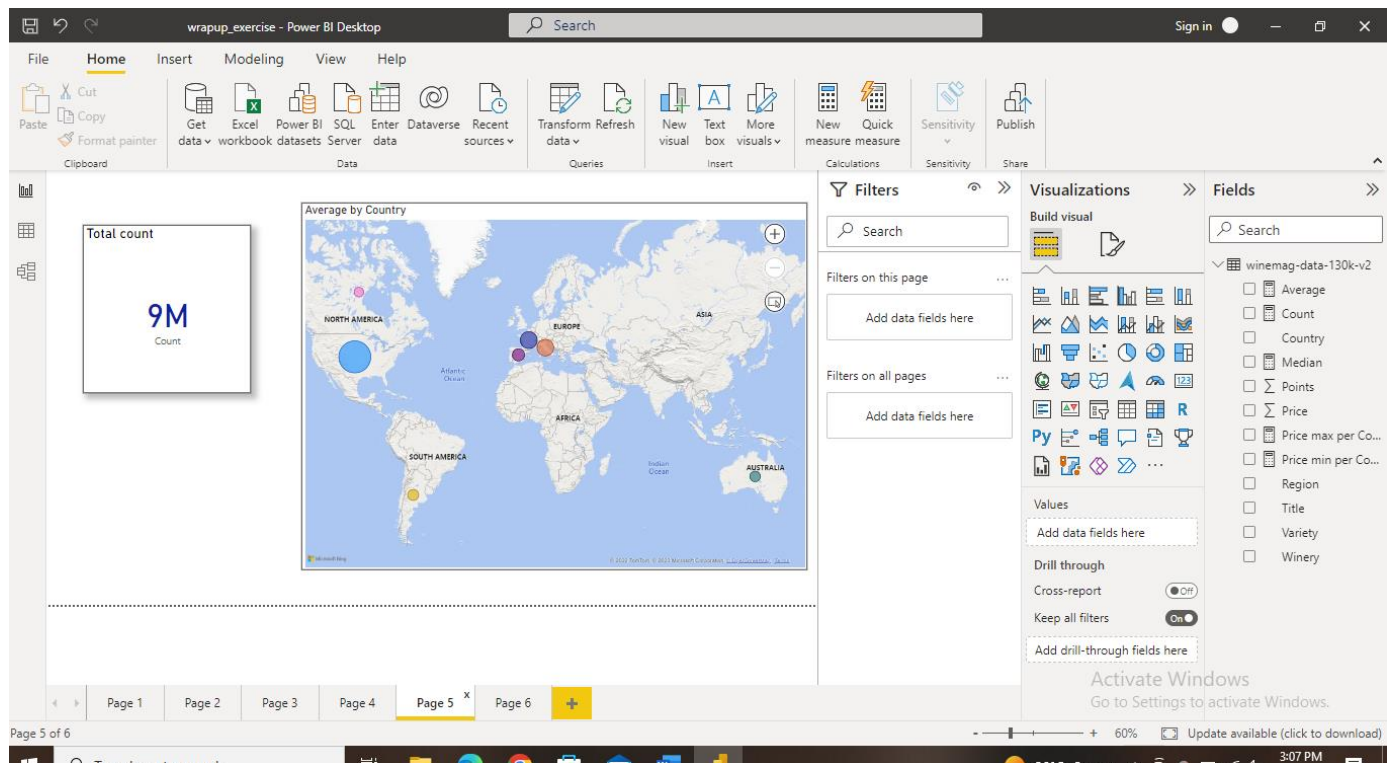 wrapup_exercise - Power BI Desktop
Search
Sign in
File Home Insert Modeling View Help
Paste
Cut
Copy
Format painter
Clipboard
Get data
Excel workbook
Power BI datasets
SQL Server
Enter data
Dataverse
Recent sources
Data
Transform data
Refresh
Queries
New visual
Text box
More visuals
Insert
New measure
Quick measure
Calculations
Sensitivity
Sensitivity
Publish
Share
Total count
9M
Count
Average by Country
NORTH AMERICA
EUROPE
ASIA
Atlantic
Ocean
AFRICA
SOUTH AMERICA
Indian
Ocean
AUSTRALIA
Filters
Search
Filters on this page
...
Add data fields here
Filters on all pages
...
Add data fields here
Visualizations
Build visual
123
R
Py
...
Values
Add data fields here
Drill through
Cross-report
Off
Keep all filters
On
Add drill-through fields here
Fields
Search
winemag-data-130k-v2
Average
Count
Country
Median
Σ Points
Σ Price
Price max per Co...
Price min per Co...
Region
Title
Variety
Winery
Activate Windows
Go to Settings to activate Windows.
Page 1 Page 2 Page 3 Page 4 Page 5 x Page 6 +
Page 5 of 6
- + 60%
Update available (click to download)
3:07 PM